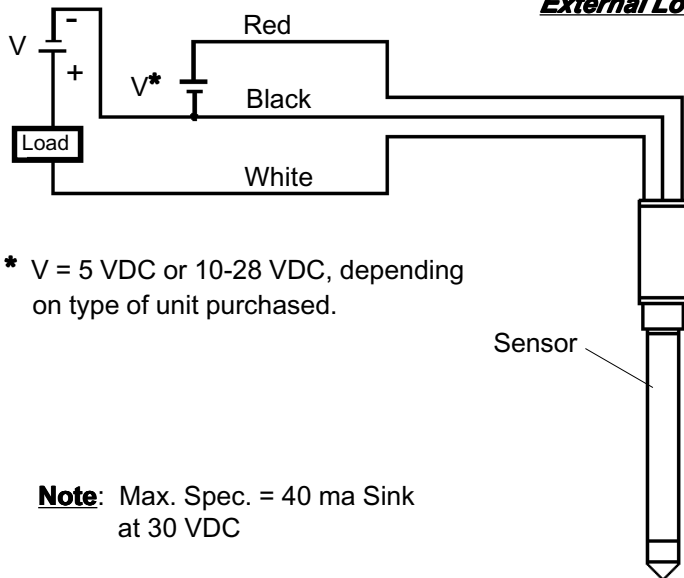 External Lo
-
Red
V
+
V*
Black
Load
White
* V = 5 VDC or 10-28 VDC, depending
on type of unit purchased.
Sensor
Note: Max. Spec. = 40 ma Sink
at 30 VDC